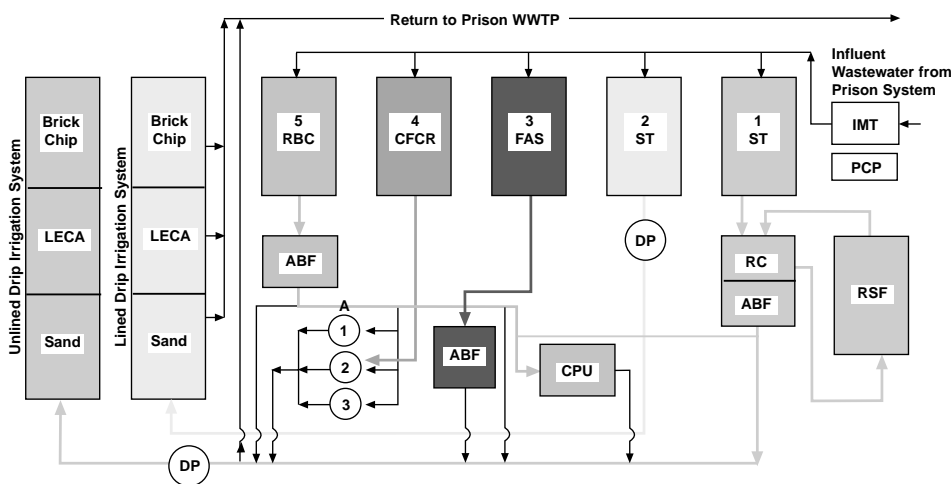 Return to Prison WWTP
Influent
Wastewater from
Prison System
IMT
PCP
Unlined Drip Irrigation System
Brick
Chip
LECA
Sand
Lined Drip Irrigation System
Brick
Chip
LECA
Sand
5
RBC
4
CFCR
3
FAS
2
ST
1
ST
ABF
DP
RC
ABF
RSF
A
1
2
3
ABF
CPU
DP